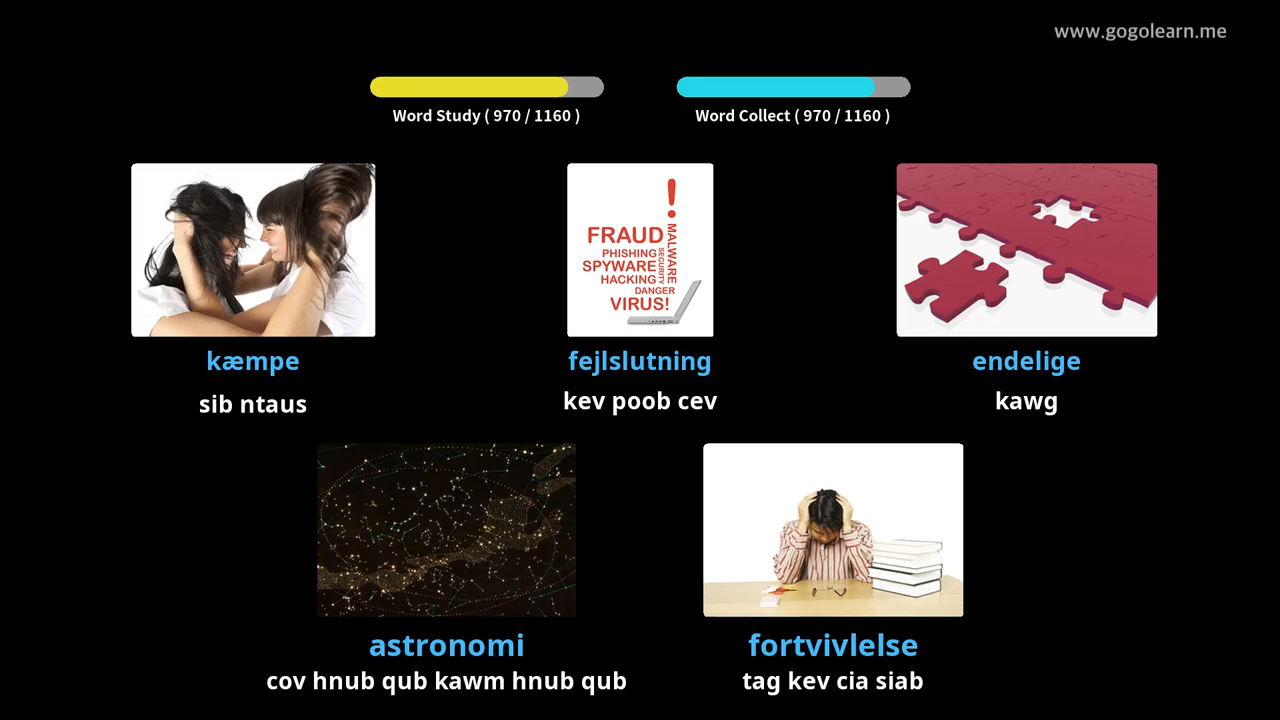 www.gogolearn.me
Word Study ( 970 / 1160 )
Word Collect ( 970 / 1160 )
!
FRAUD
PHISHING
SPYWARE
HACKING
DANGER
VIRUS!
SECURITY
MALWARE
kæmpe
sib ntaus
fejlslutning
kev poob cev
endelige
kawg
astronomi
cov hnub qub kawm hnub qub
fortvivlelse
tag kev cia siab